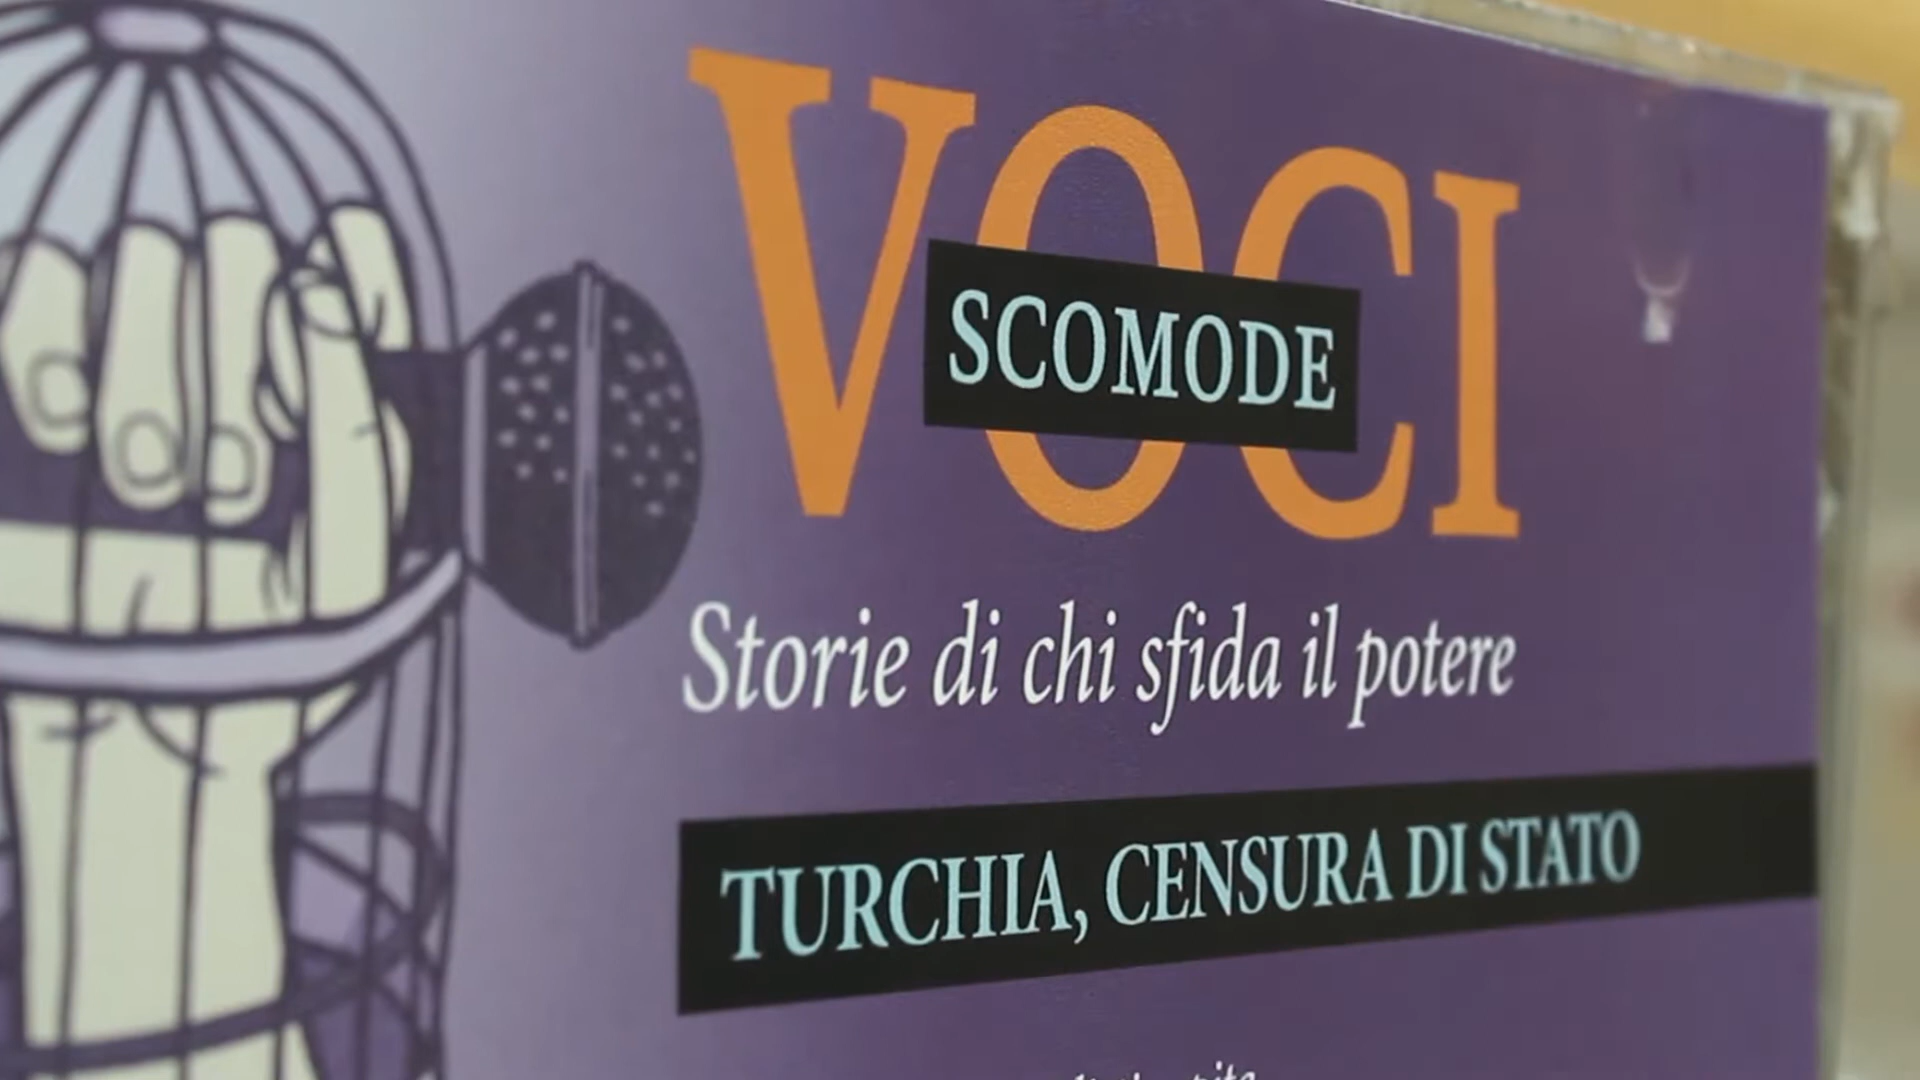 VOCI
SCOMODE
Storie di chi sfida il potere
TURCHIA, CENSURA DI STATO